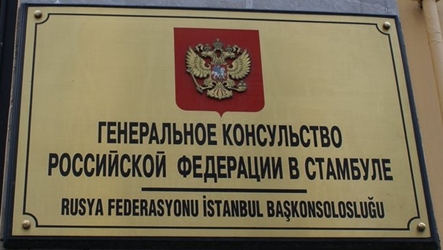 ГЕНЕРАЛЬНОЕ КОНСУЛЬСТВО
РОССИЙСКОЙ ФЕДЕРАЦИИ В СТАМБУЛЕ
RUSYA FEDERASYONU İSTANBUL BAŞKONSOLOSLUĞU